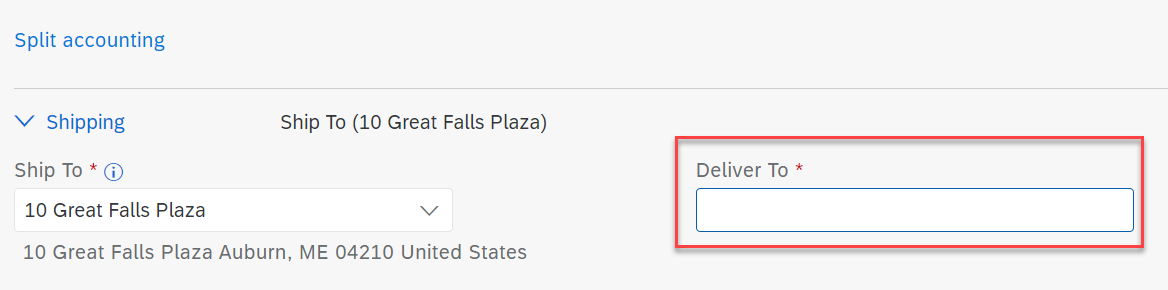 Split accounting
Shipping
Ship To (10 Great Falls Plaza)
Ship To *
Deliver To *
10 Great Falls Plaza
10 Great Falls Plaza Auburn, ME 04210 United States